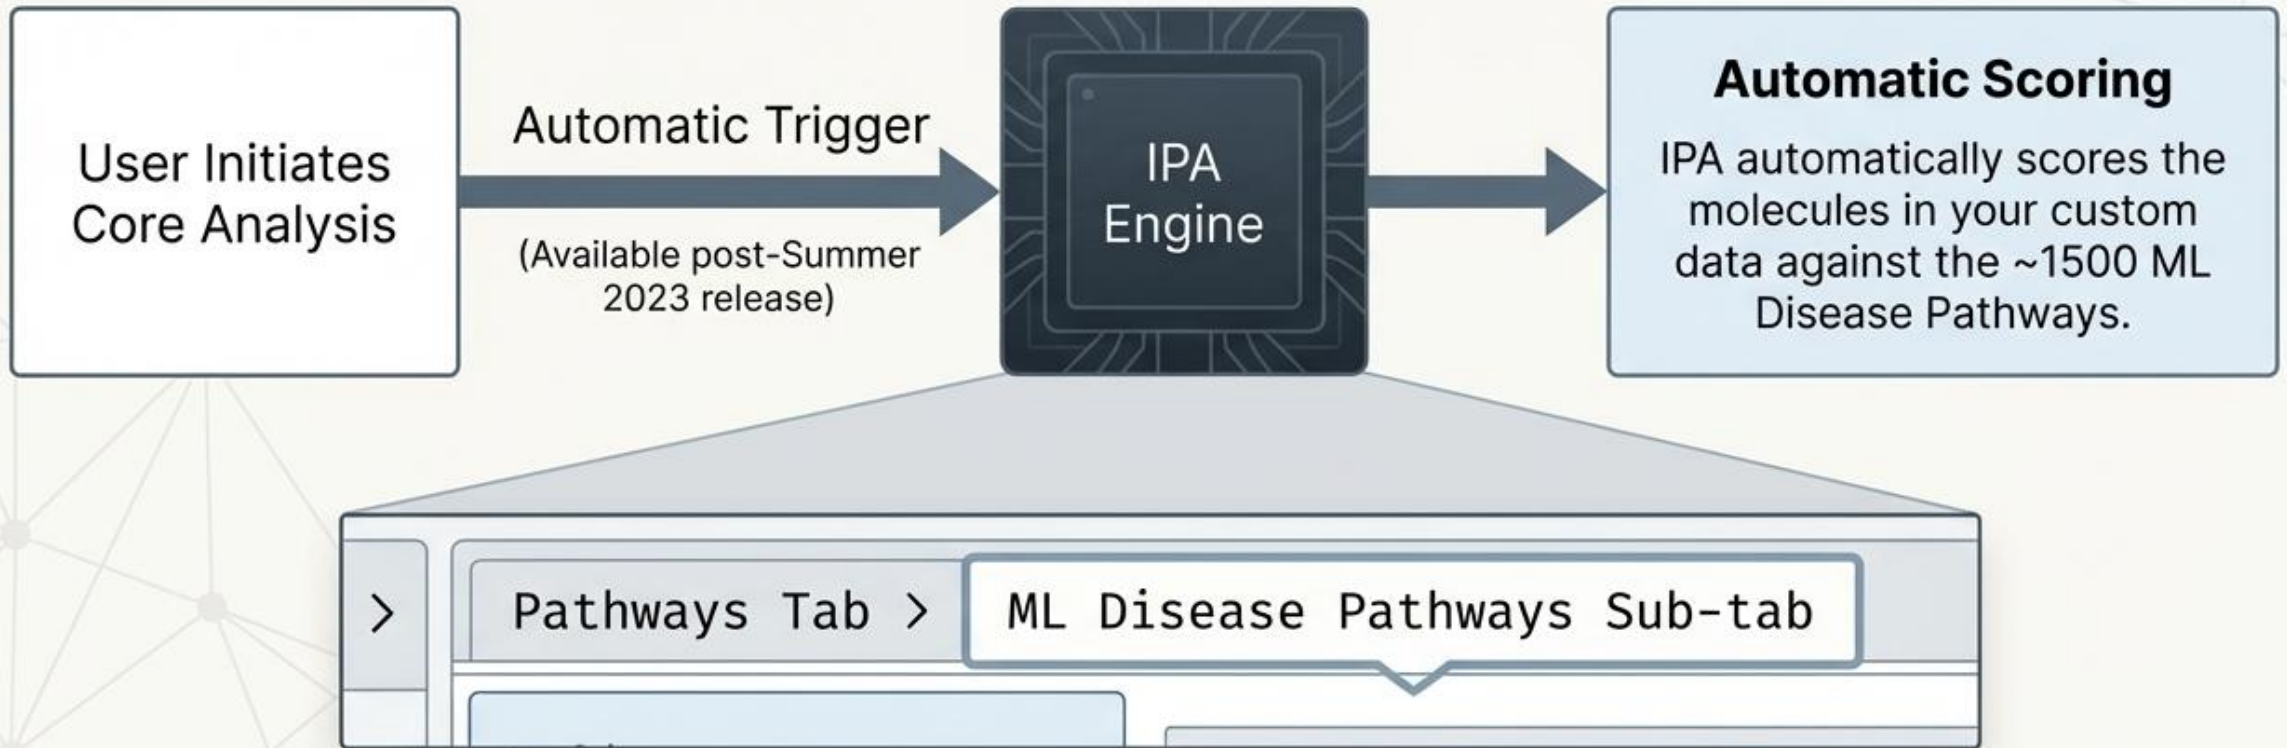 User Initiates
Core Analysis
Automatic Trigger
(Available post-Summer
2023 release)
IPA
Engine
Automatic Scoring
IPA automatically scores the
molecules in your custom
data against the ~1500 ML
Disease Pathways.
> Pathways Tab > ML Disease Pathways Sub-tab